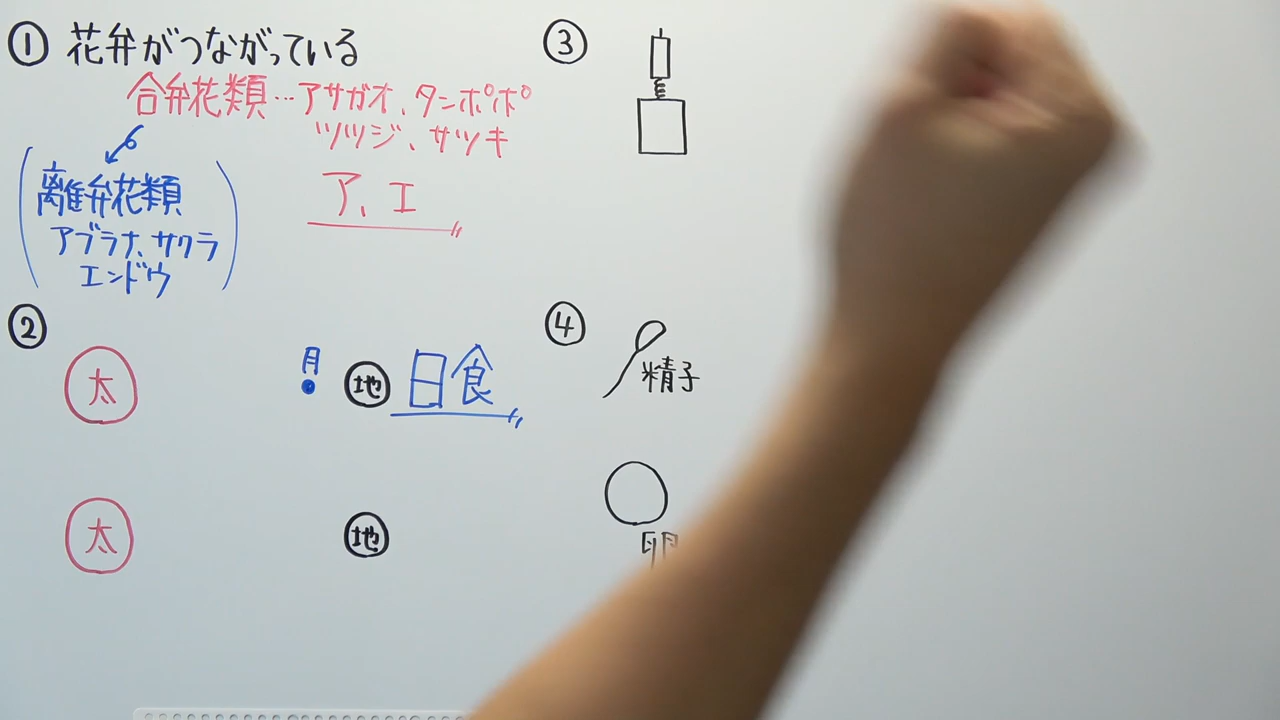 ① 花弁がつながっている
合弁花類…アサガオ、タンポポ
ツツジ、サツキ
離弁花類
アブラナ、サクラ
エンドウ
ア、エ
②
太
月
地 日食
太
地
③
④
精子